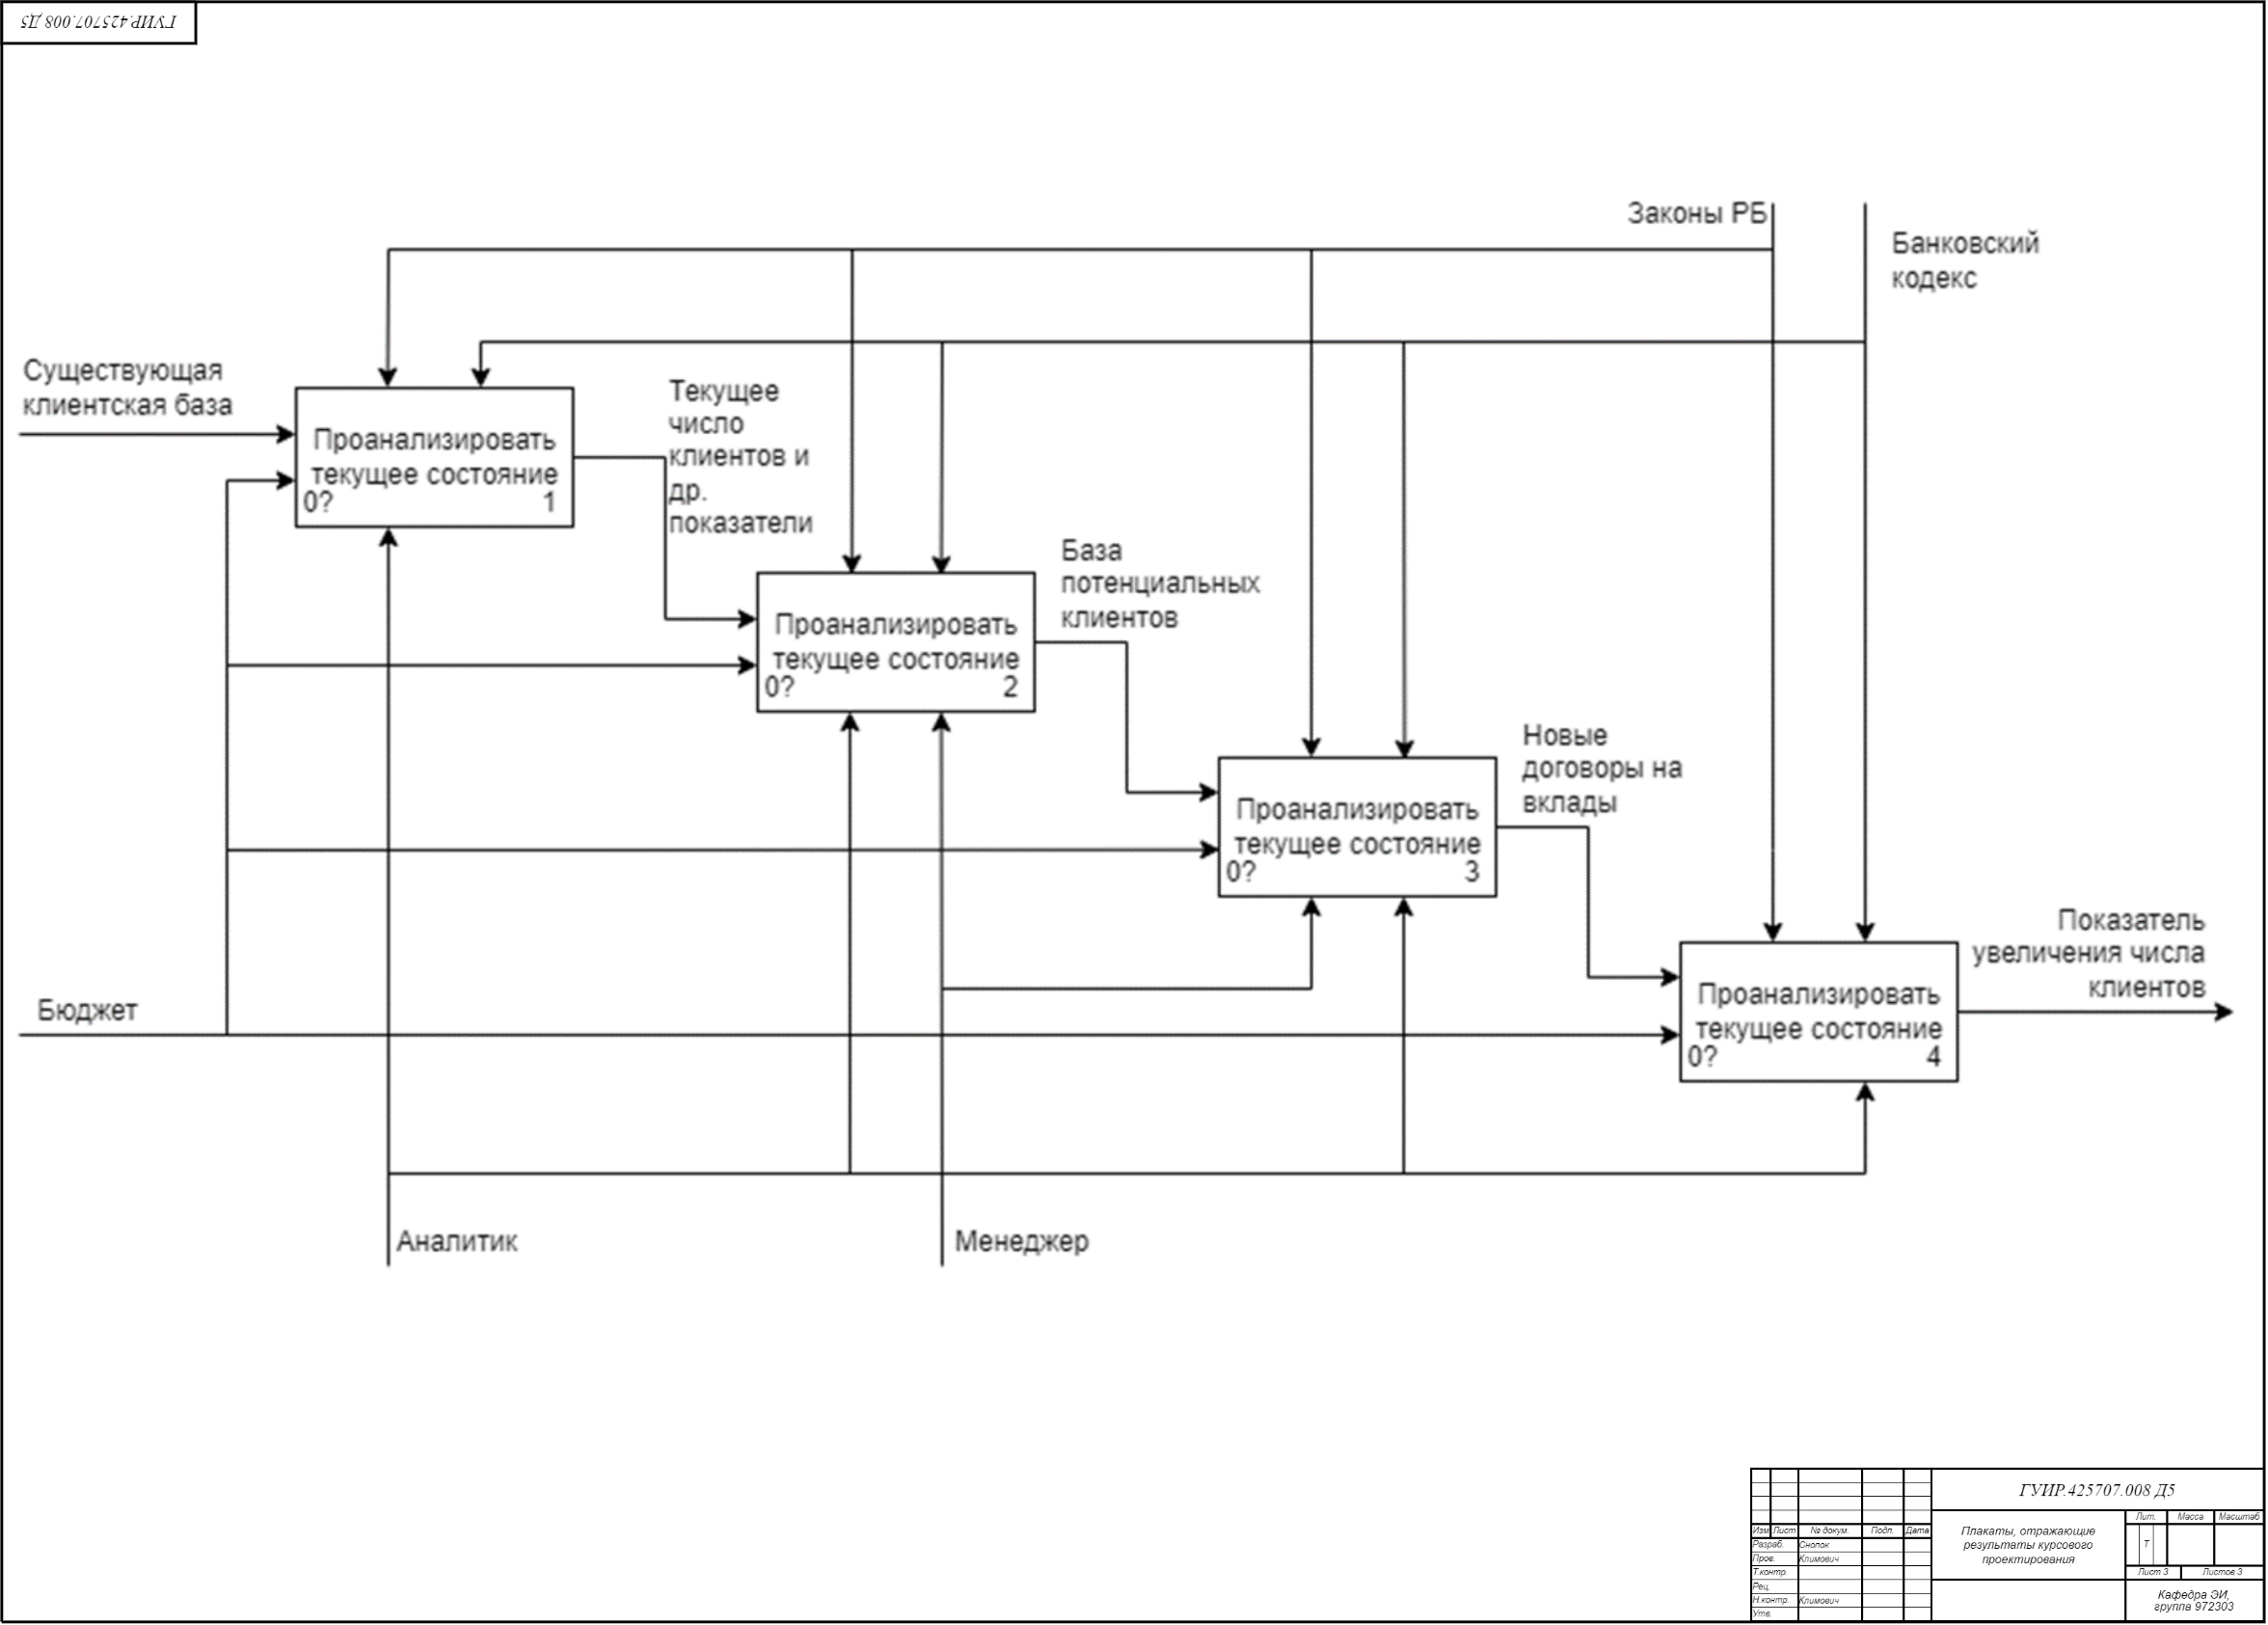 ГУИР.425707.008 Д5
Законы РБ
Банковский
кодекс
Существующая
клиентская база
Проанализировать
текущее состояние
0? 1
Текущее
число
клиентов и
др.
показатели
Проанализировать
текущее состояние
0? 2
База
потенциальных
клиентов
Проанализировать
текущее состояние
0? 3
Новые
договоры на
вклады
Проанализировать
текущее состояние
0? 4
Показатель
увеличения числа
клиентов
Бюджет
Аналитик
Менеджер
ГУИР.425707.008 Д5
Изм Лист № докум. Подп. Дата
Разраб. Снопок
Пров. Климович
Т.контр.
Рец.
Н.контр. Климович
Утв.
Плакаты, отражающие
результаты курсового
проектирования
Лит. Масса Масштаб
Т
Лист 3 Листов 3
Кафедра ЭИ,
группа 972303